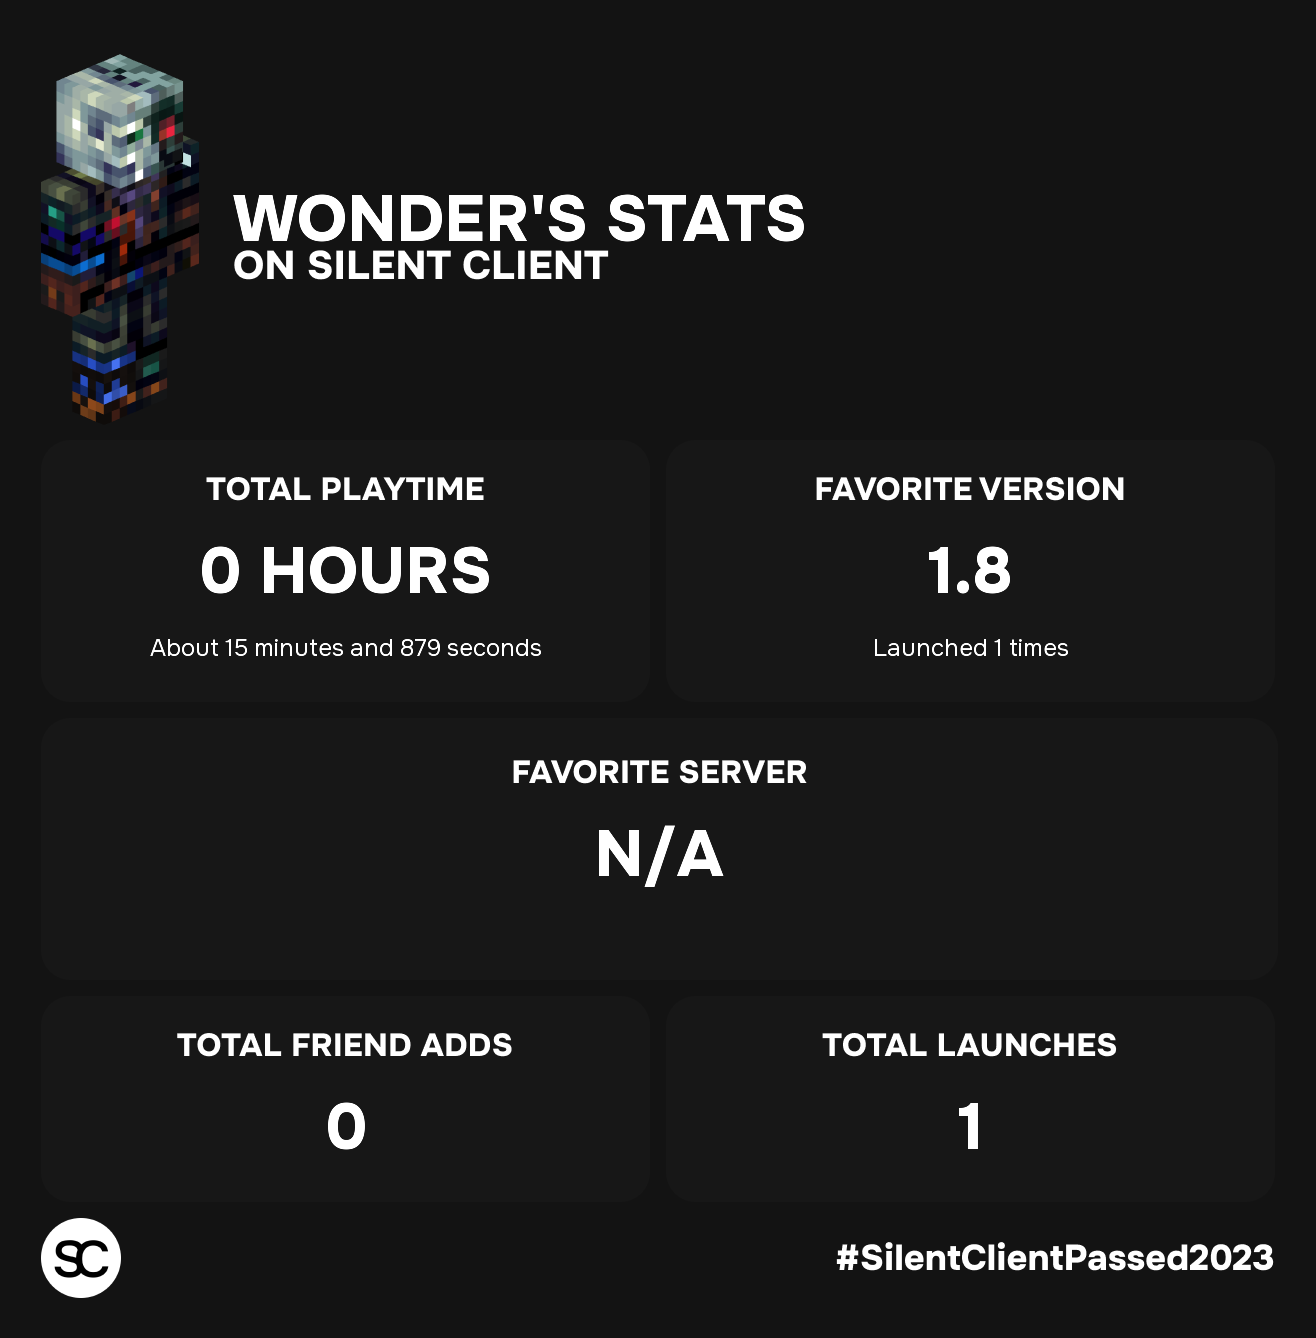 WONDER'S STATS
ON SILENT CLIENT
TOTAL PLAYTIME
0 HOURS
About 15 minutes and 879 seconds
FAVORITE VERSION
1.8
Launched 1 times
FAVORITE SERVER
N/A
TOTAL FRIEND ADDS
0
TOTAL LAUNCHES
1
SC
#SilentClientPassed2023